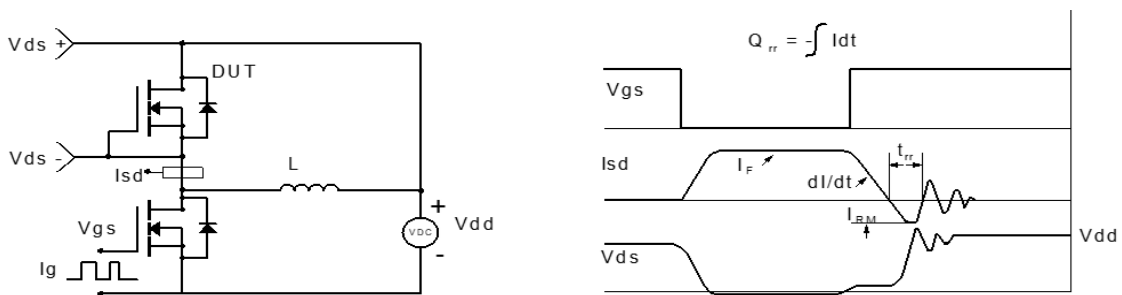 Vds +
DUT
Vds -
Isd
L
Vgs
Ig
+
VDC
-
Vdd
Q rr = - ∫ Idt
Vgs
Isd
I F
dI/dt
t rr
I RM
Vds
Vdd